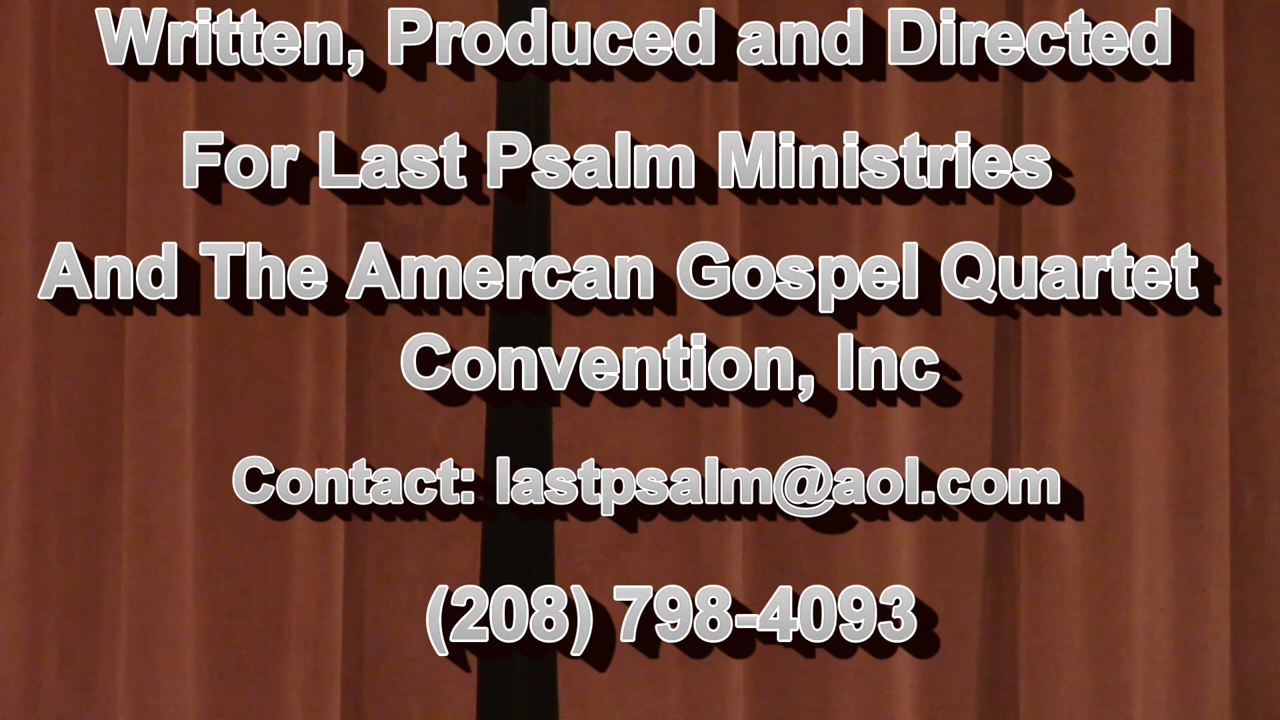 Written, Produced and Directed
For Last Psalm Ministries
And The Amercan Gospel Quartet
Convention, Inc
Contact: lastpsalm@aol.com
(208) 798-4093